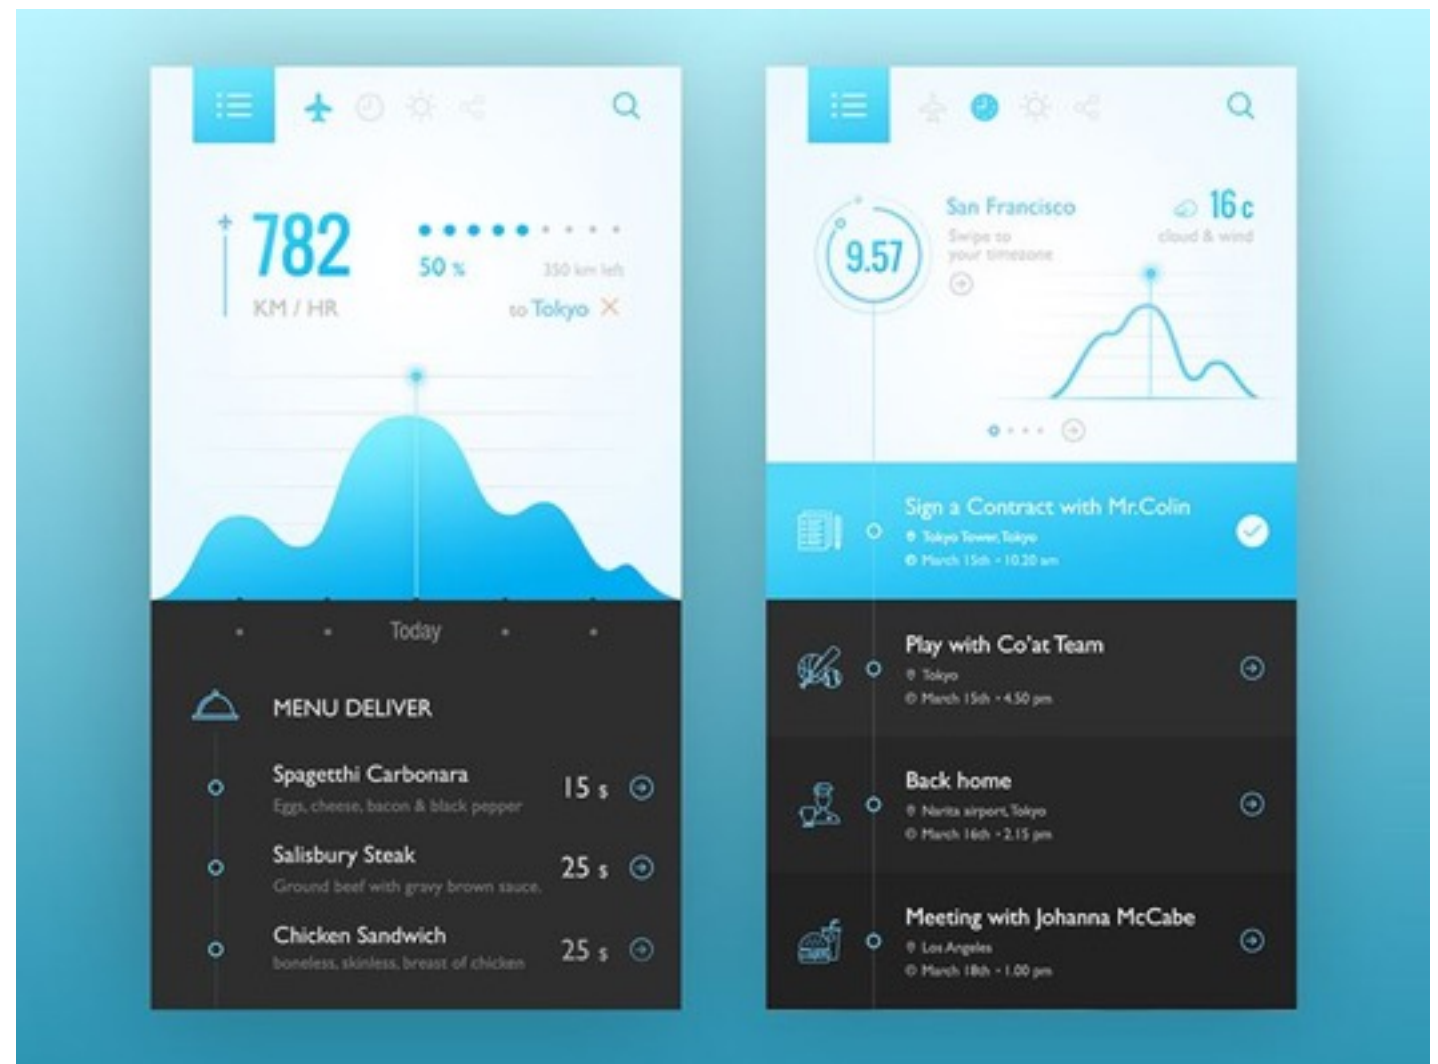 782
KM / HR
50 %
350 km left
to Tokyo
Today
MENU DELIVER
Spagetthi Carbonara
Eggs, cheese, bacon & black pepper
15 $
Salisbury Steak
Ground beef with gravy brown sauce.
25 $
Chicken Sandwich
boneless, skinless, breast of chicken
25 $
9.57
San Francisco
Swipe to
your timezone
16 c
cloud & wind
Sign a Contract with Mr.Colin
Tokyo Tower, Tokyo
March 15th - 10.20 am
Play with Co'at Team
Tokyo
March 15th - 4.50 pm
Back home
Narita airport, Tokyo
March 16th - 2.15 pm
Meeting with Johanna McCabe
Los Angeles
March 18th - 1.00 pm